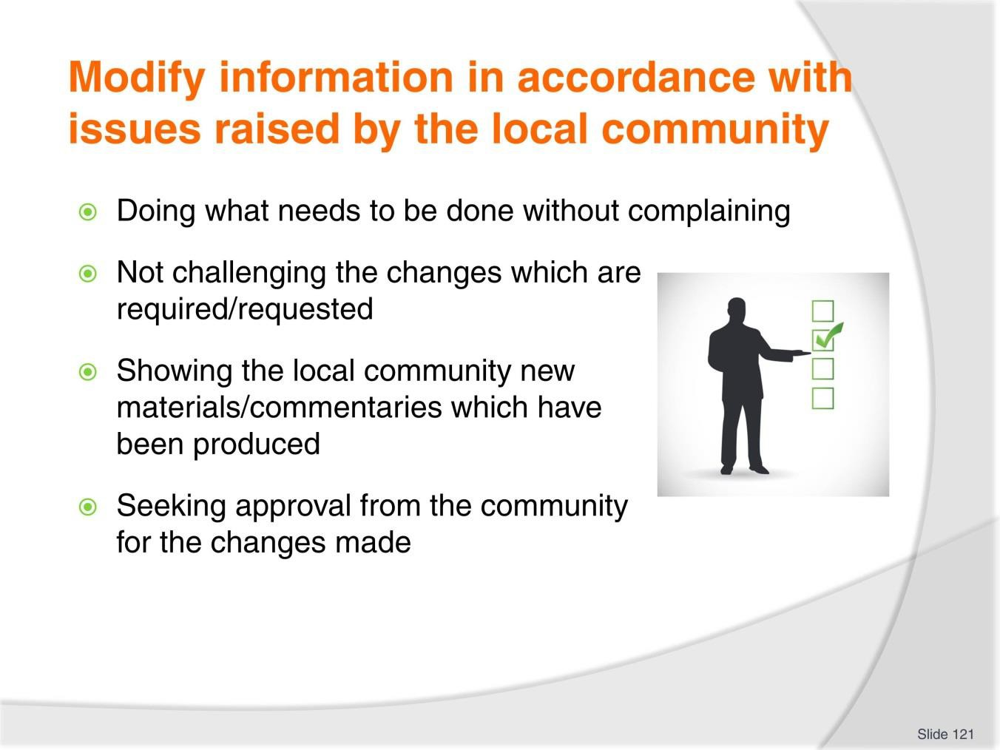 Modify information in accordance with
issues raised by the local community
Doing what needs to be done without complaining
Not challenging the changes which are
required/requested
Showing the local community new
materials/commentaries which have
been produced
Seeking approval from the community
for the changes made
Slide 121